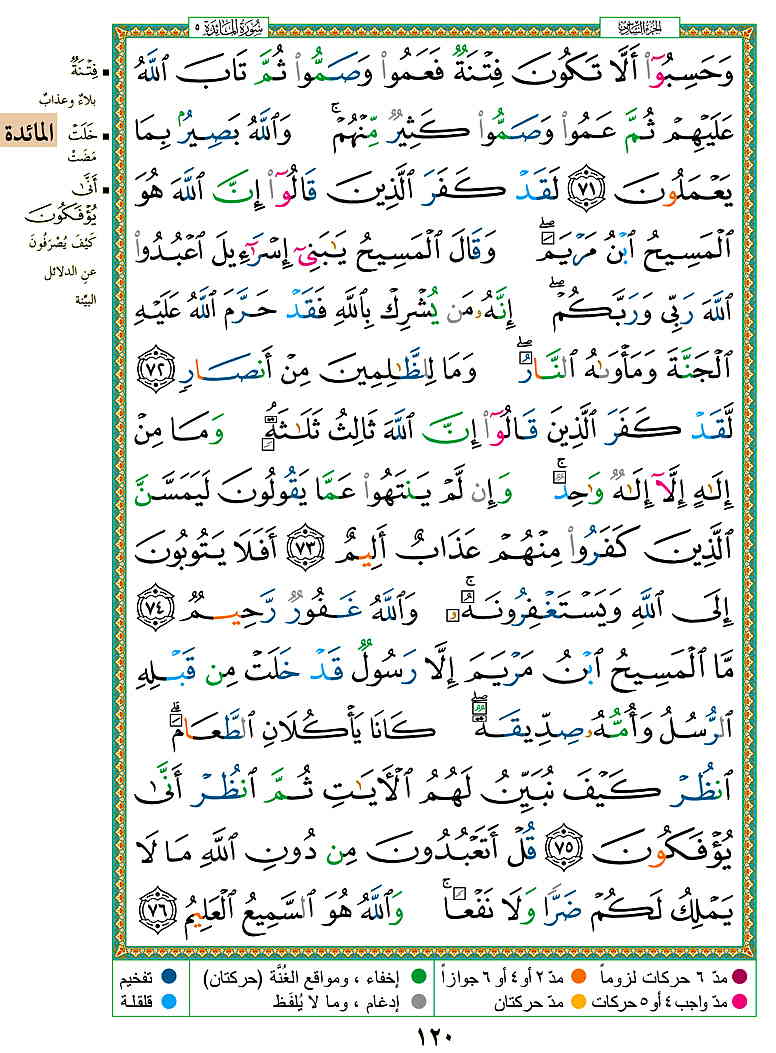 الجزء السادس
سُورَةُ المَائدَة ٥
وَحَسِبُوٓا۟ أَلَّا تَكُونَ فِتْنَةٌ فَعَمُوا۟ وَصَمُّوا۟ ثُمَّ تَابَ ٱللَّهُ
عَلَيْهِمْ ثُمَّ عَمُوا۟ وَصَمُّوا۟ كَثِيرٌ مِّنْهُمْ ۚ وَٱللَّهُ بَصِيرٌۢ بِمَا
يَعْمَلُونَ ﴿٧١﴾ لَقَدْ كَفَرَ ٱلَّذِينَ قَالُوٓا۟ إِنَّ ٱللَّهَ هُوَ
ٱلْمَسِيحُ ٱبْنُ مَرْيَمَ ۖ وَقَالَ ٱلْمَسِيحُ يَٰبَنِىٓ إِسْرَٰٓءِيلَ ٱعْبُدُوا۟
ٱللَّهَ رَبِّى وَرَبَّكُمْ ۖ إِنَّهُۥ مَن يُشْرِكْ بِٱللَّهِ فَقَدْ حَرَّمَ ٱللَّهُ عَلَيْهِ
ٱلْجَنَّةَ وَمَأْوَىٰهُ ٱلنَّارُ ۖ وَمَا لِلظَّٰلِمِينَ مِنْ أَنصَارٍ ﴿٧٢﴾
لَّقَدْ كَفَرَ ٱلَّذِينَ قَالُوٓا۟ إِنَّ ٱللَّهَ ثَالِثُ ثَلَٰثَةٍ ۘ وَمَا مِنْ
إِلَٰهٍ إِلَّآ إِلَٰهٌ وَٰحِدٌ ۚ وَإِن لَّمْ يَنتَهُوا۟ عَمَّا يَقُولُونَ لَيَمَسَّنَّ
ٱلَّذِينَ كَفَرُوا۟ مِنْهُمْ عَذَابٌ أَلِيمٌ ﴿٧٣﴾ أَفَلَا يَتُوبُونَ
إِلَى ٱللَّهِ وَيَسْتَغْفِرُونَهُۥ ۚ وَٱللَّهُ غَفُورٌ رَّحِيمٌ ﴿٧٤﴾
مَّا ٱلْمَسِيحُ ٱبْنُ مَرْيَمَ إِلَّا رَسُولٌ قَدْ خَلَتْ مِن قَبْلِهِ
ٱلرُّسُلُ وَأُمُّهُۥ صِدِّيقَةٌ ۖ كَانَا يَأْكُلَانِ ٱلطَّعَامَ ۗ
ٱنظُرْ كَيْفَ نُبَيِّنُ لَهُمُ ٱلْءَايَٰتِ ثُمَّ ٱنظُرْ أَنَّىٰ
يُؤْفَكُونَ ﴿٧٥﴾ قُلْ أَتَعْبُدُونَ مِن دُونِ ٱللَّهِ مَا لَا
يَمْلِكُ لَكُمْ ضَرًّا وَلَا نَفْعًا ۚ وَٱللَّهُ هُوَ ٱلسَّمِيعُ ٱلْعَلِيمُ ﴿٧٦﴾
▪ فِتْنَةٌ
بلاءٌ وعذابٌ
المائدة
▪ خَلَتْ
مَضَتْ
▪ أَنَّىٰ
يُؤْفَكُونَ
كَيْفَ يُصْرَفُونَ
عنِ الدلائل
البيِّنة
● مدّ ٦ حركات لزوماً ● مدّ ٢ أو ٤ أو ٦ جوازاً
● مدّ واجب ٤ أو ٥ حركات ● مدّ حركتان
● إخفاء ، ومواقع الغُنَّة (حركتان) ● تفخيم
● إدغام ، وما لا يُلفَظ ● قلقلة
١٢٠